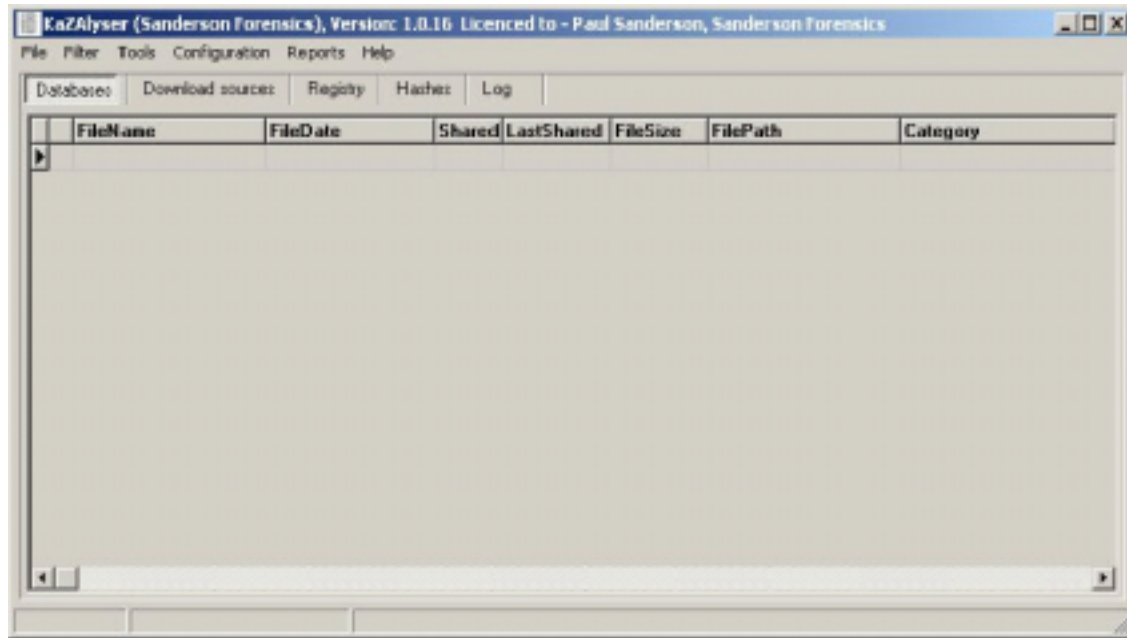 KaZAlyser (Sanderson Forensics), Version: 1.0.16 Licenced to - Paul Sanderson, Sanderson Forensics
File Filter Tools Configuration Reports Help
Databases Download sources Registry Hashes Log
FileName FileDate Shared LastShared FileSize FilePath Category